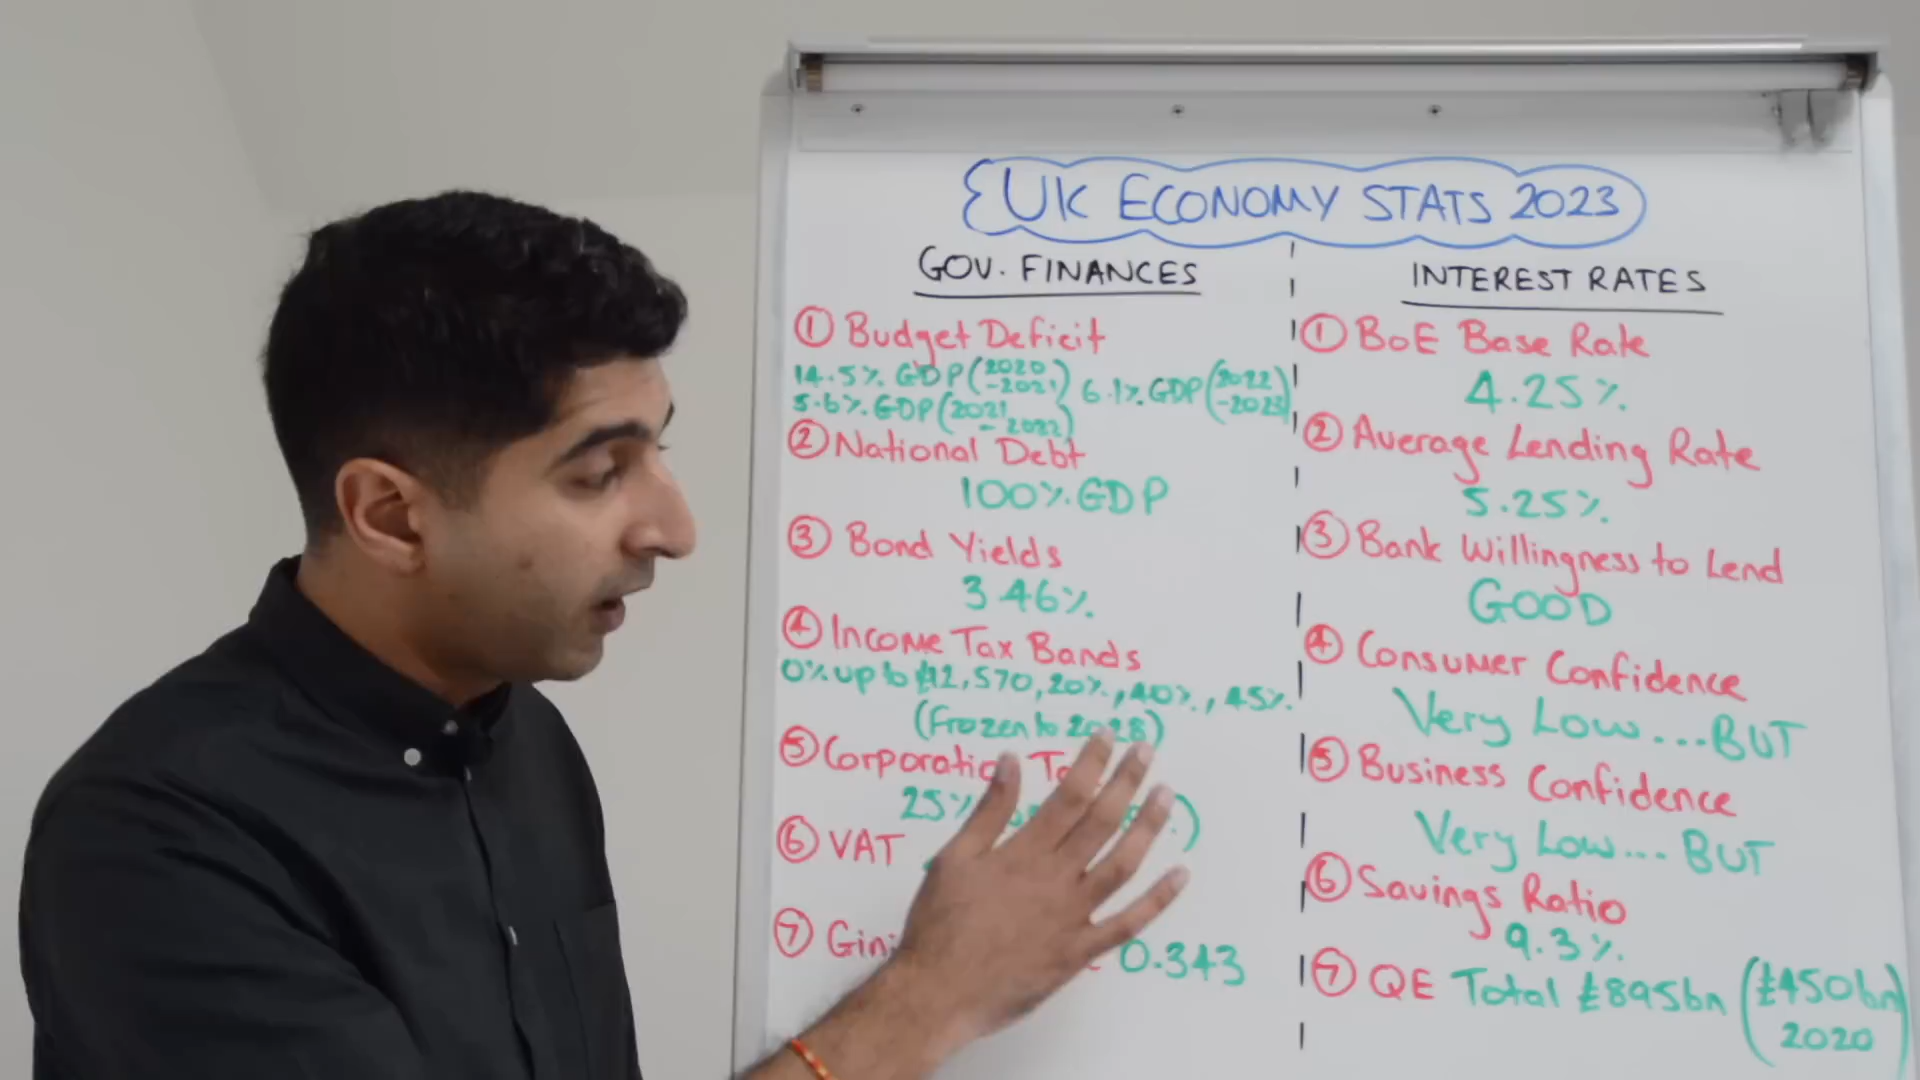 UK ECONOMY STATS 2023
GOV. FINANCES
① Budget Deficit
14.5% GDP (2020 -2021) 6.1% GDP (2022 -2023)
5.6% GDP (2021 - 2022)
② National Debt
100% GDP
③ Bond Yields
3.46%
④ Income Tax Bands
0% up to £12,570, 20%, 40%, 45%
(Frozen to 2028)
⑤ Corporation
25%
⑥ VAT
⑦ Gini
0.343
INTEREST RATES
① BoE Base Rate
4.25%
② Average Lending Rate
5.25%
③ Bank Willingness to Lend
GOOD
④ Consumer Confidence
Very Low...BUT
⑤ Business Confidence
Very Low... BUT
⑥ Savings Ratio
9.3%
⑦ QE Total £895bn (£450bn 2020)